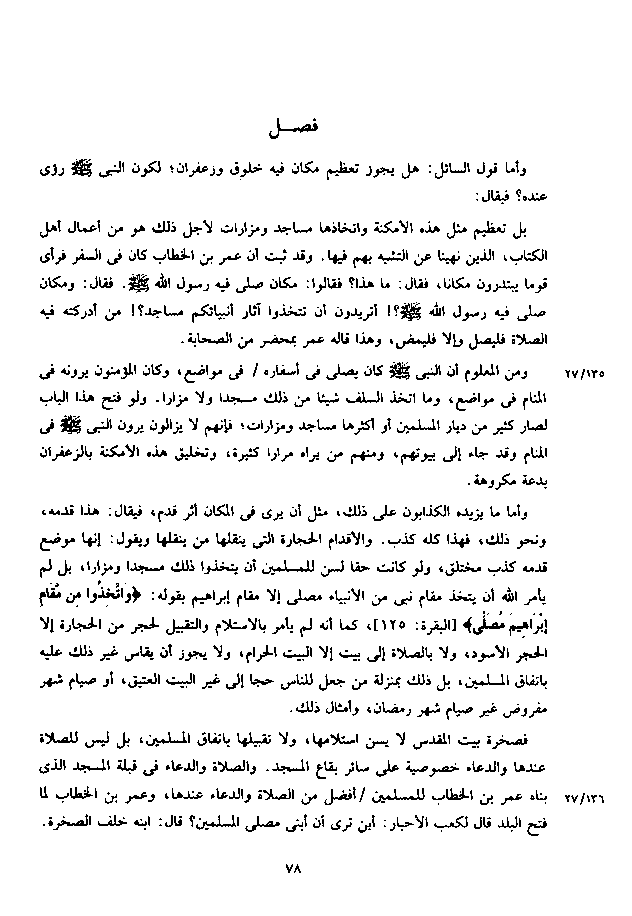 فصــل
وأما قول السائل: هل يجوز تعظيم مكان فيه خلوق وزعفران؛ لكون النبى ﷺ رؤى
عنده؟ فيقال:
بل تعظيم مثل هذه الأمكنة واتخاذها مساجد ومزارات لأجل ذلك هو من أعمال أهل
الكتاب، الذين نهينا عن التشبه بهم فيها. وقد ثبت أن عمر بن الخطاب كان فى السفر فرأى
قوما يبتدرون مكانا، فقال: ما هذا؟ فقالوا: مكان صلى فيه رسول الله ﷺ. فقال: ومكان
صلى فيه رسول الله ﷺ؟! أتريدون أن تتخذوا آثار أنبيائكم مساجد؟! من أدركته فيه
الصلاة فليصل وإلا فليمض، وهذا قاله عمر بمحضر من الصحابة.
٢٧/١٣٥ ومن المعلوم أن النبى ﷺ كان يصلى فى أسفاره / فى مواضع، وكان المؤمنون يرونه فى
المنام فى مواضع، وما اتخذ السلف شيئا من ذلك مسجدا ولا مزارا. ولو فتح هذا الباب
لصار كثير من ديار المسلمين أو أكثرها مساجد ومزارات؛ فإنهم لا يزالون يرون النبى ﷺ فى
المنام وقد جاء إلى بيوتهم، ومنهم من يراه مرارا كثيرة، وتخليق هذه الأمكنة بالزعفران
بدعة مكروهة.
وأما ما يزيده الكذابون على ذلك، مثل أن يرى فى المكان أثر قدم، فيقال: هذا قدمه،
ونحو ذلك، فهذا كله كذب. والأقدام الحجارة التى ينقلها من ينقلها ويقول: إنها موضع
قدمه كذب مختلق، ولو كانت حقا لسن للمسلمين أن يتخذوا ذلك مسجدا ومزارا، بل لم
يأمر الله أن يتخذ مقام نبى من الأنبياء مصلى إلا مقام إبراهيم بقوله: ﴿وَاتَّخِذُوا مِن مَّقَامِ
إِبْرَاهِيمَ مُصَلًّى﴾ [البقرة: ١٢٥]، كما أنه لم يأمر بالاستلام والتقبيل لحجر من الحجارة إلا
الحجر الأسود، ولا بالصلاة إلى بيت إلا البيت الحرام، ولا يجوز أن يقاس غير ذلك عليه
باتفاق المسلمين، بل ذلك بمنزلة من جعل للناس حجا إلى غير البيت العتيق، أو صيام شهر
مفروض غير صيام شهر رمضان، وأمثال ذلك.
فصخرة بيت المقدس لا يسن استلامها، ولا تقبيلها باتفاق المسلمين، بل ليس للصلاة
عندها والدعاء خصوصية على سائر بقاع المسجد. والصلاة والدعاء فى قبلة المسجد الذى
٢٧/١٣٦ بناه عمر بن الخطاب للمسلمين /أفضل من الصلاة والدعاء عندها، وعمر بن الخطاب لما
فتح البلد قال لكعب الأحبار: أين ترى أن أبنى مصلى المسلمين؟ قال: ابنه خلف الصخرة.
٧٨